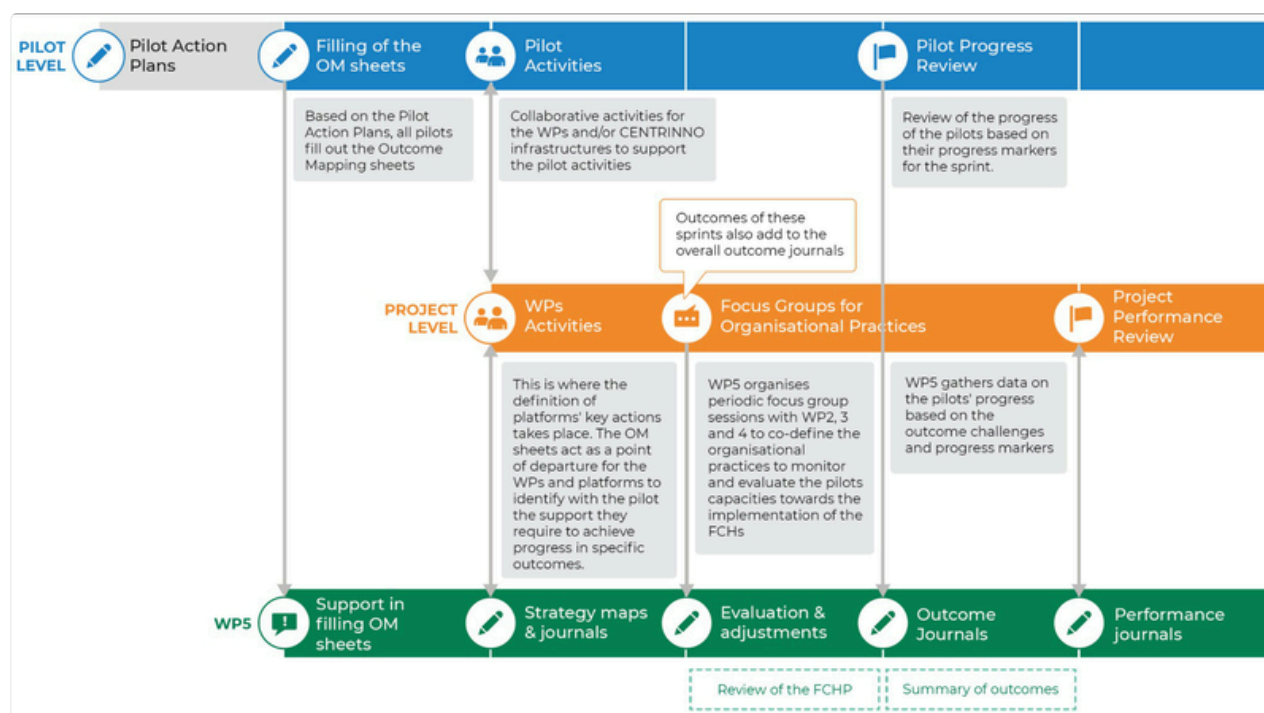 PILOT
LEVEL
Pilot Action
Plans
Filling of the
OM sheets
Pilot
Activities
Pilot Progress
Review
Based on the Pilot
Action Plans, all pilots
fill out the Outcome
Mapping sheets
Collaborative activities for
the WPs and/or CENTRINNO
infrastructures to support
the pilot activities
Review of the progress
of the pilots based on
their progress markers
for the sprint.
Outcomes of these
sprints also add to the
overall outcome journals
PROJECT
LEVEL
WPs
Activities
Focus Groups for
Organisational Practices
Project
Performance
Review
This is where the
definition of
platforms' key actions
takes place. The OM
sheets act as a point
of departure for the
WPs and platforms to
identify with the pilot
the support they
require to achieve
progress in specific
outcomes.
WP5 organises
periodic focus group
sessions with WP2, 3
and 4 to co-define the
organisational
practices to monitor
and evaluate the pilots
capacities towards the
implementation of the
FCHs
WP5 gathers data on
the pilots' progress
based on the
outcome challenges
and progress markers
WP5
Support in
filling OM
sheets
Strategy maps
& journals
Evaluation &
adjustments
Outcome
Journals
Performance
journals
Review of the FCHP
Summary of outcomes